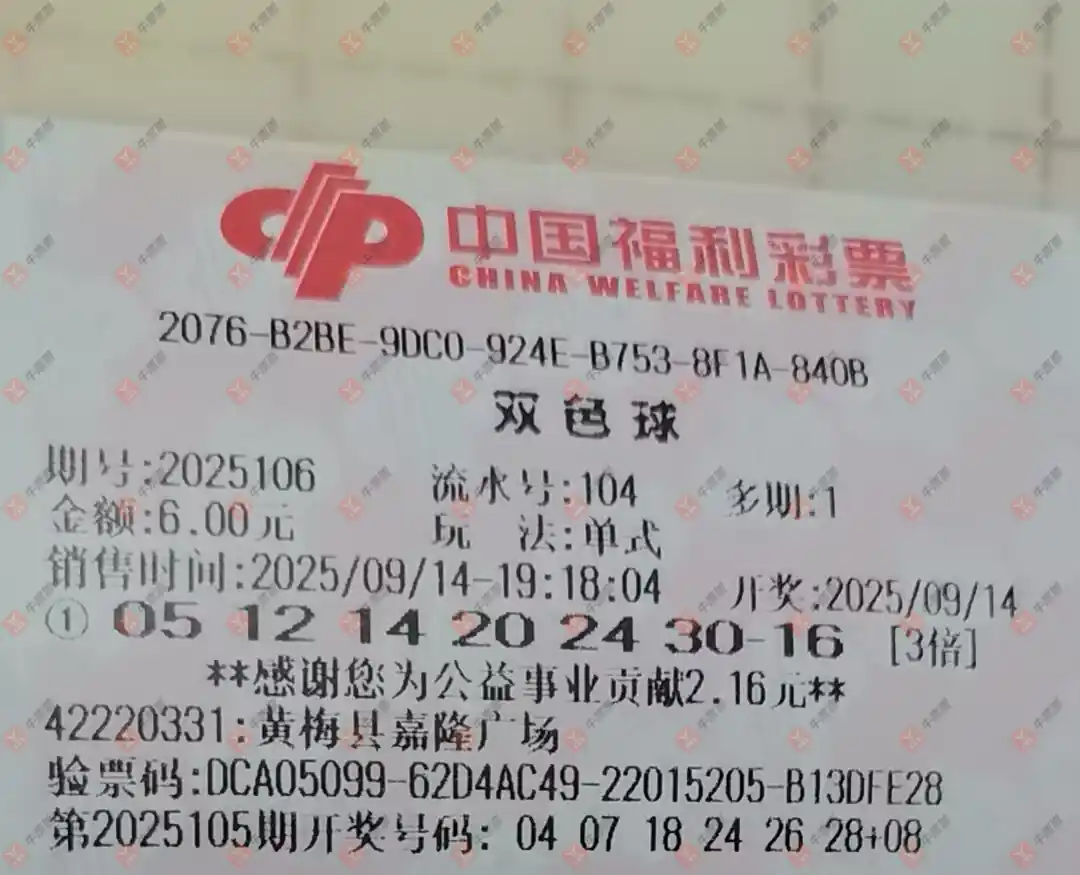 中国福利彩票
CHINA WELFARE LOTTERY
2076-B2BE-9DC0-924E-B753-8F1A-840B
双色球
期号:2025106 流水号:104 多期:1
金额:6.00元 玩 法:单式
销售时间:2025/09/14-19:18:04 开奖:2025/09/14
① 05 12 14 20 24 30-16 [3倍]
**感谢您为公益事业贡献2.16元**
42220331:黄梅县嘉隆广场
验票码:DCA05099-62D4AC49-22015205-B13DFE28
第2025105期开奖号码: 04 07 18 24 26 28+08